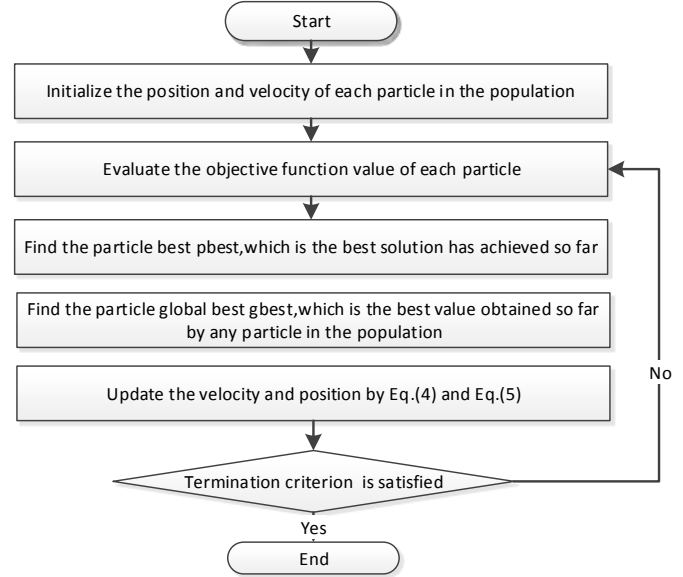 Start
Initialize the position and velocity of each particle in the population
Evaluate the objective function value of each particle
Find the particle best pbest,which is the best solution has achieved so far
Find the particle global best gbest,which is the best value obtained so far
by any particle in the population
No
Update the velocity and position by Eq.(4) and Eq.(5)
Termination criterion is satisfied
Yes
End